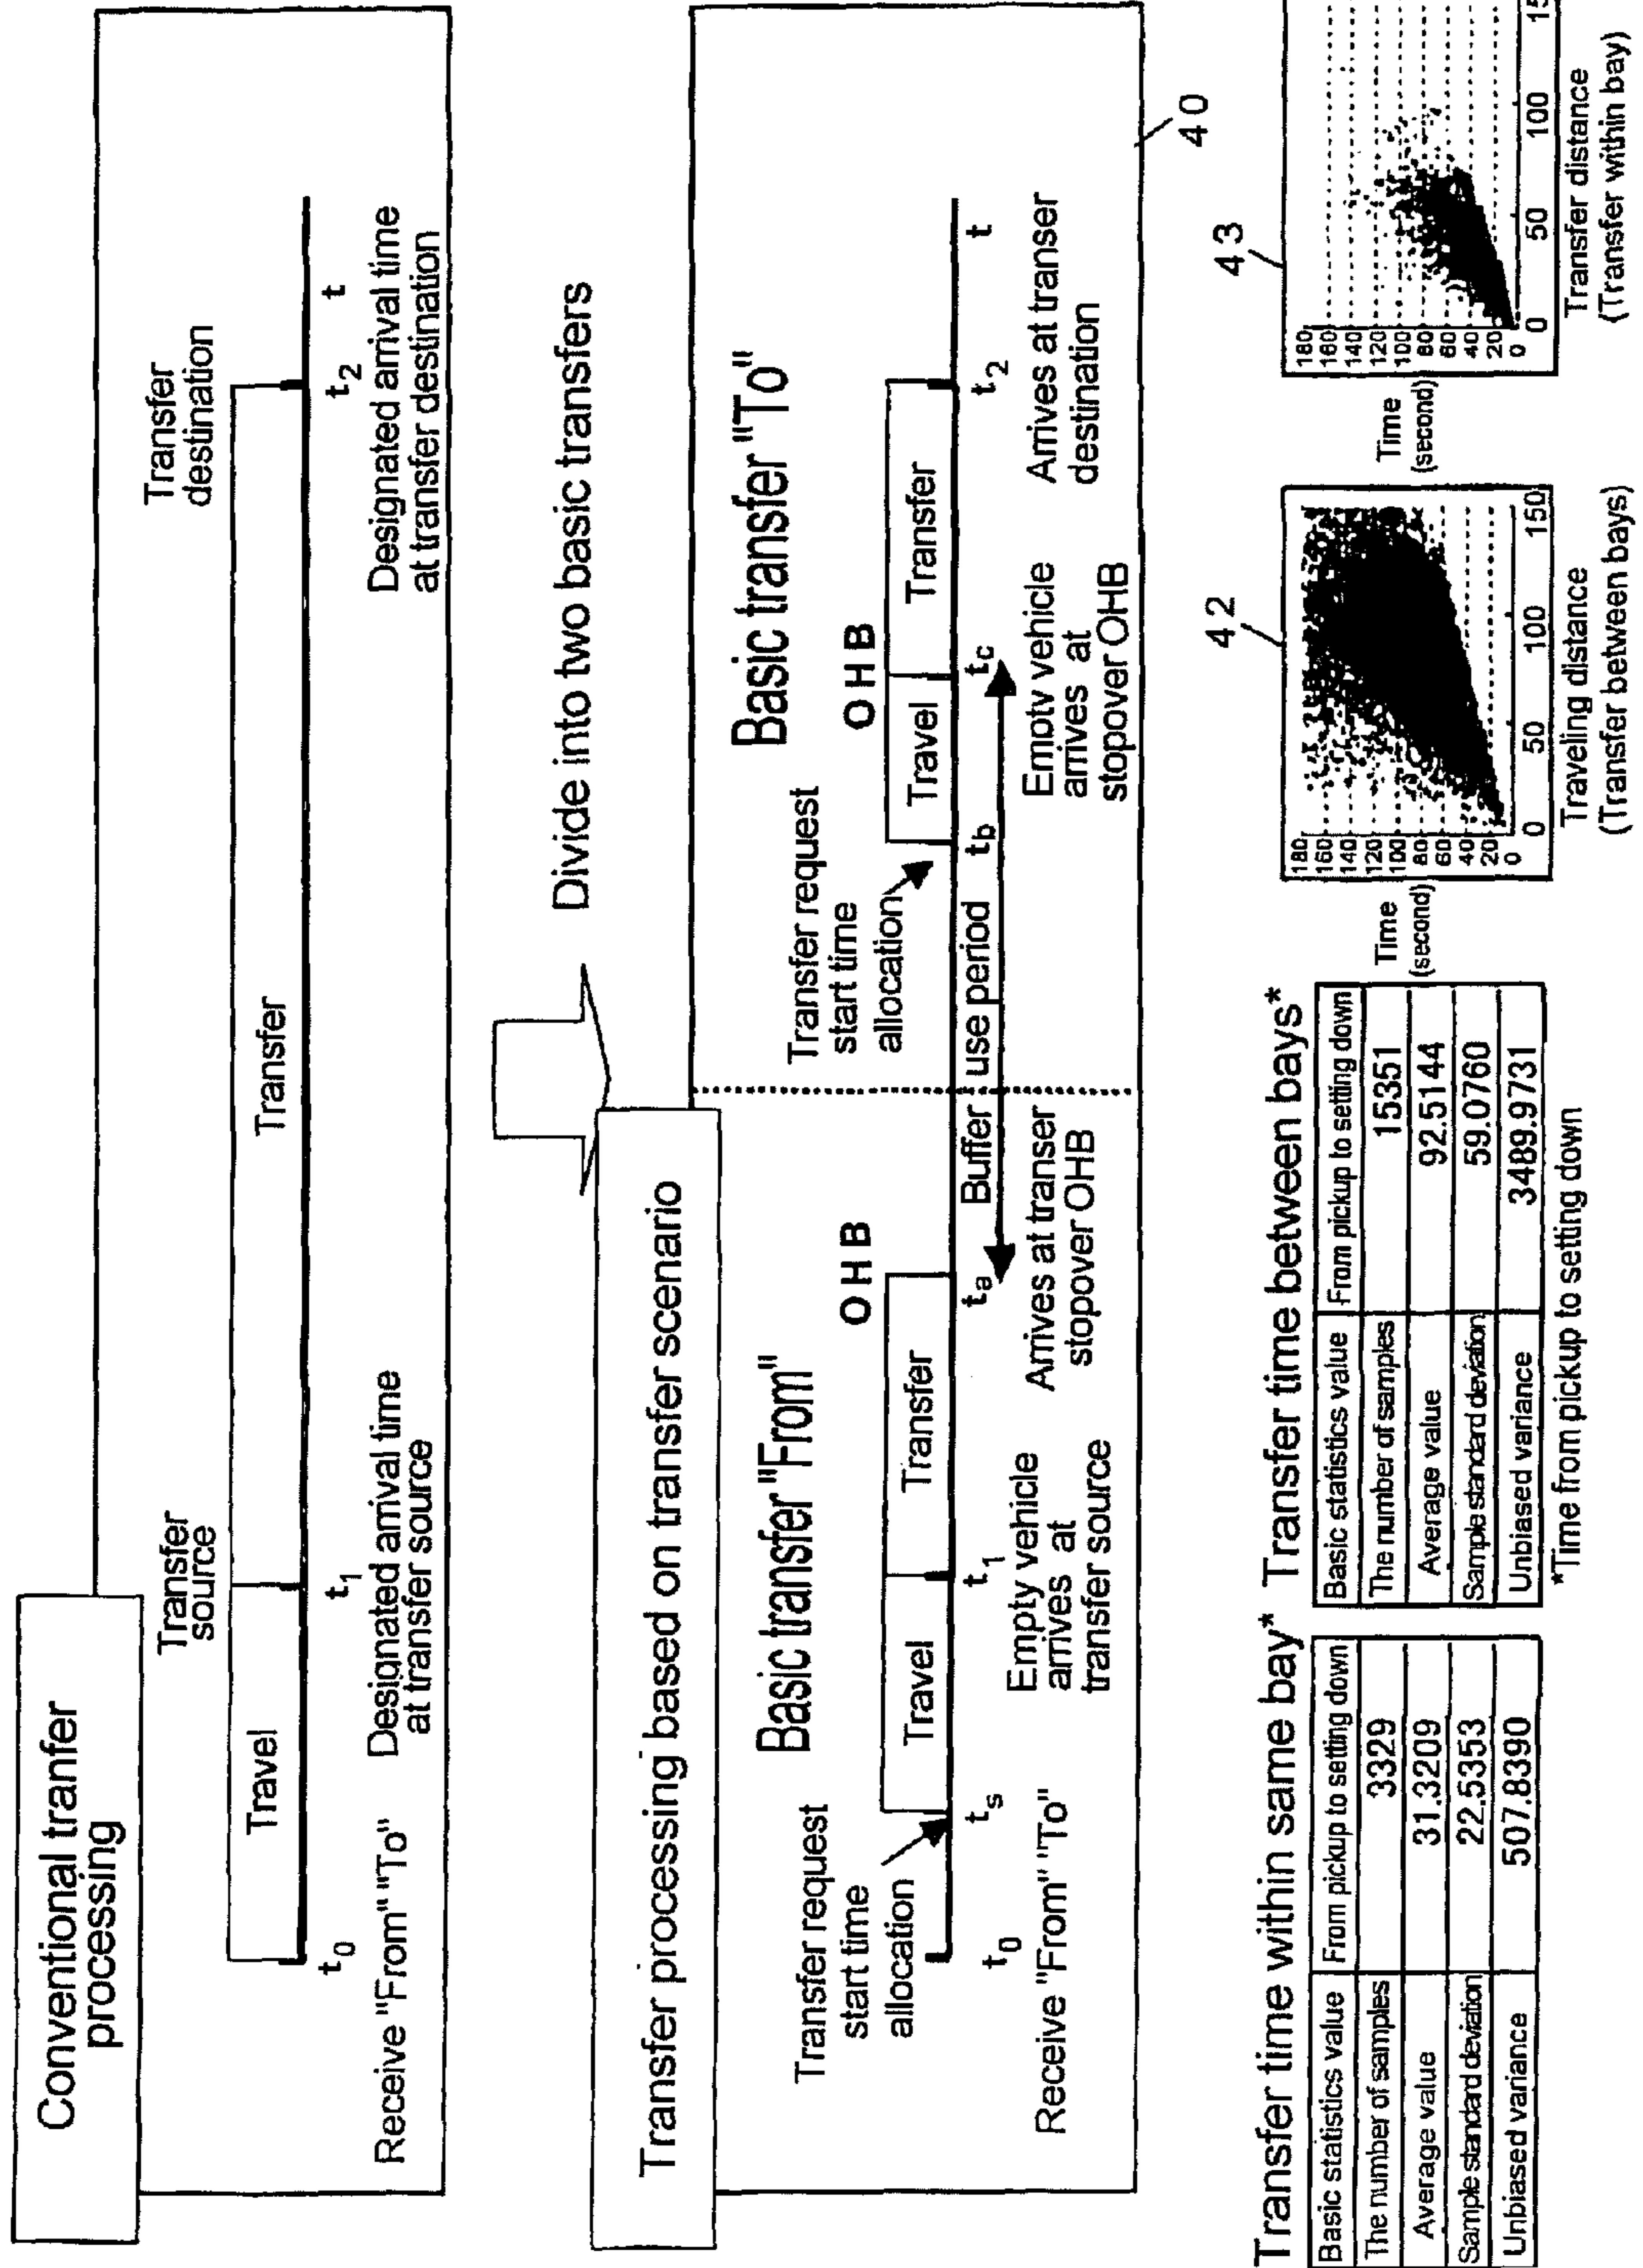 Conventional tranfer
processing
Transfer
source
Transfer
destination
Travel
Transfer
t0
t1
t2
t
Receive "From" "To"
Designated arrival time
at transfer source
Designated arrival time
at transfer destination
Divide into two basic transfers
Transfer processing based on transfer scenario
Basic transfer "From"
Basic transfer "To"
Transfer request
start time
allocation
OHB
Transfer request
start time
allocation
OHB
Travel
Transfer
Travel
Transfer
t0
ts
t1
ta
Buffer use period
tb
tc
t2
t
Receive "From" "To"
Empty vehicle
arrives at
transfer source
Arrives at transer
stopover OHB
Empty vehicle
arrives at
stopover OHB
Arrives at transer
destination
40
Transfer time within same bay*
Basic statistics value From pickup to setting down
The number of samples 3329
Average value 31.3209
Sample standard deviation 22.5353
Unbiased variance 507.8390
Transfer time between bays*
Basic statistics value From pickup to setting down
The number of samples 15351
Average value 92.5144
Sample standard deviation 59.0760
Unbiased variance 3489.9731
*Time from pickup to setting down
42
Time
(second)
180
160
140
120
100
80
60
40
20
0
0 50 100 150
Traveling distance
(Transfer between bays)
43
Time
(second)
180
160
140
120
100
80
60
40
20
0
0 50 100 15
Transfer distance
(Transfer within bay)